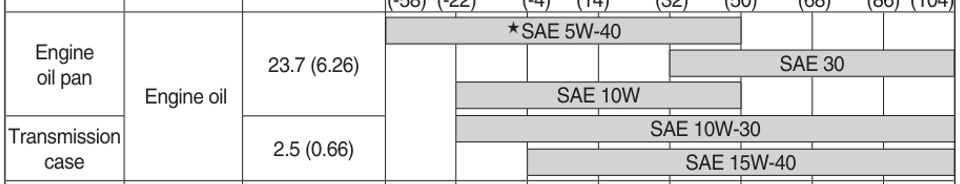 (-58) (-22) (-4) (14) (32) (50) (68) (86) (104)
★SAE 5W-40
Engine
oil pan
23.7 (6.26)
SAE 30
Engine oil
SAE 10W
SAE 10W-30
Transmission
case
2.5 (0.66)
SAE 15W-40